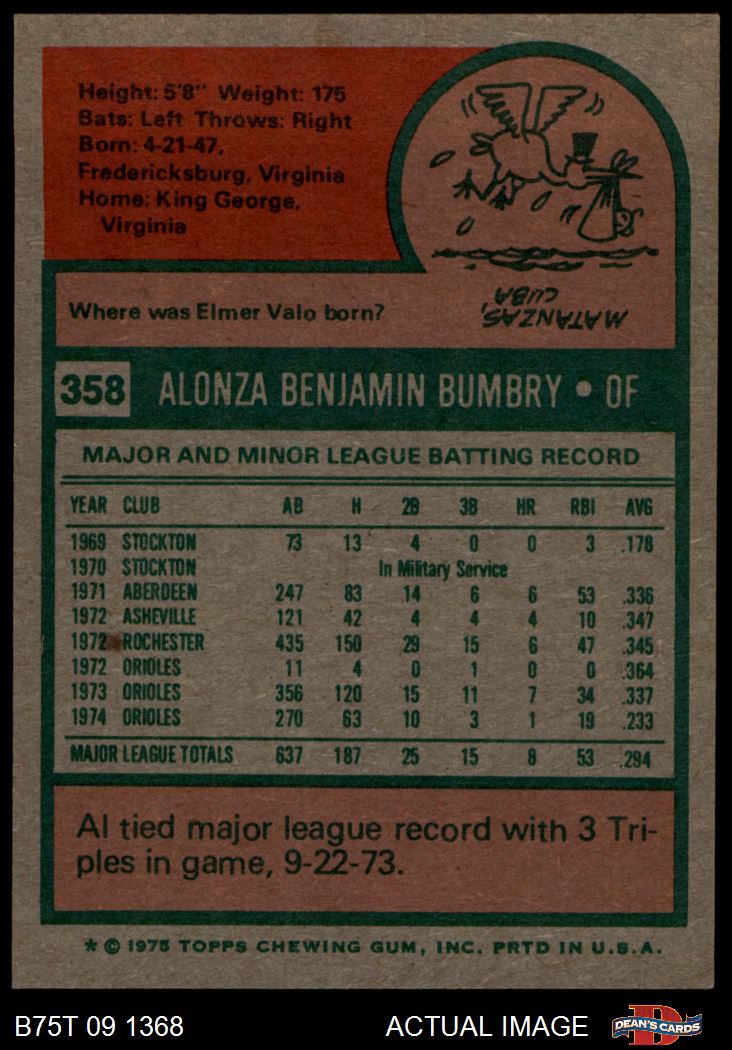 Height: 5'8" Weight: 175
Bats: Left Throws: Right
Born: 4-21-47,
Fredericksburg, Virginia
Home: King George,
Virginia
Where was Elmer Valo born?
MATANZAS,
CUBA
358 ALONZA BENJAMIN BUMBRY • OF
MAJOR AND MINOR LEAGUE BATTING RECORD
YEAR CLUB AB H 2B 3B HR RBI AVG
1969 STOCKTON 73 13 4 0 0 3 .178
1970 STOCKTON In Military Service
1971 ABERDEEN 247 83 14 6 6 53 .336
1972 ASHEVILLE 121 42 4 4 4 10 .347
1972 ROCHESTER 435 150 29 15 6 47 .345
1972 ORIOLES 11 4 0 1 0 0 .364
1973 ORIOLES 356 120 15 11 7 34 .337
1974 ORIOLES 270 63 10 3 1 19 .233
MAJOR LEAGUE TOTALS 637 187 25 15 8 53 .294
Al tied major league record with 3 Tri-
ples in game, 9-22-73.
* © 1975 TOPPS CHEWING GUM, INC. PRTD IN U.S.A.
B75T 09 1368 ACTUAL IMAGE D DEAN'S CARDS